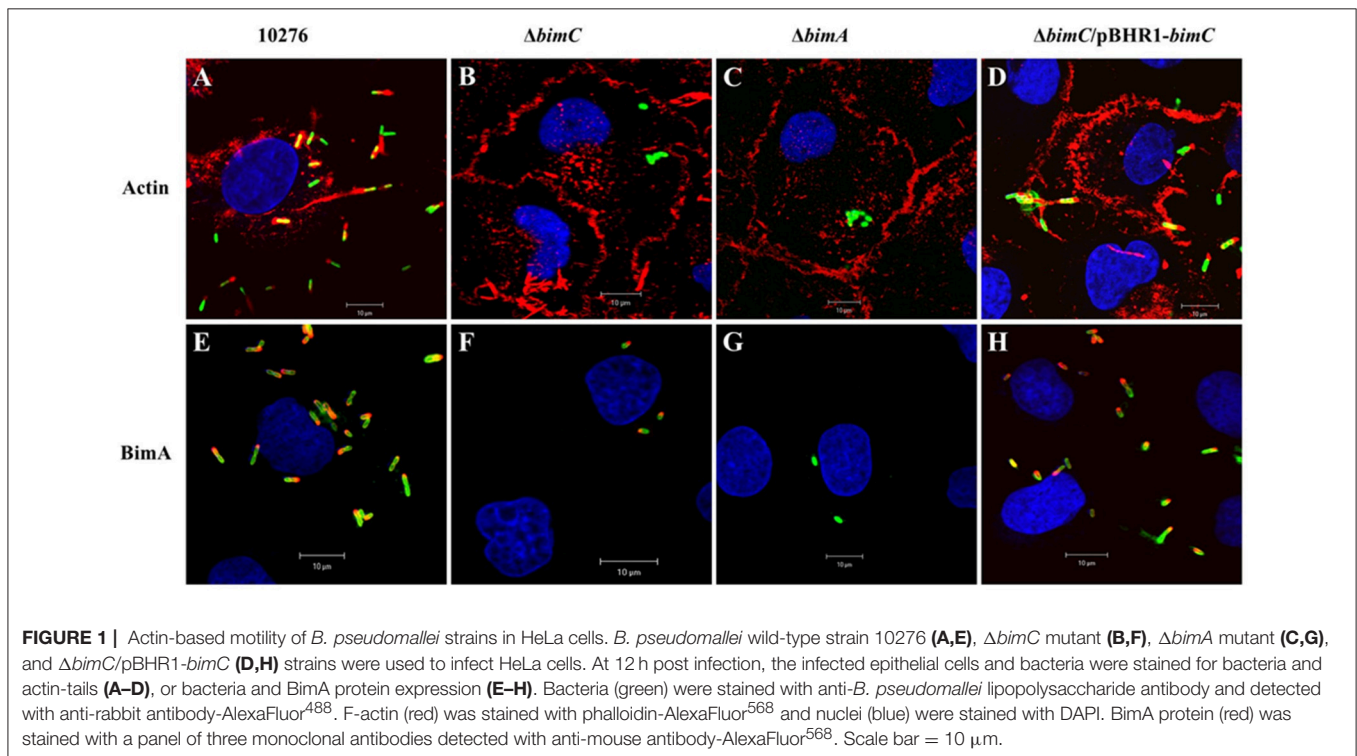 10276 ΔbimC ΔbimA ΔbimC/pBHR1-bimC
Actin
A B C D
10 μm 10 μm 10 μm 10 μm
BimA
E F G H
10 μm 10 μm 10 μm 10 μm
FIGURE 1 | Actin-based motility of B. pseudomallei strains in HeLa cells. B. pseudomallei wild-type strain 10276 (A,E), ΔbimC mutant (B,F), ΔbimA mutant (C,G),
and ΔbimC/pBHR1-bimC (D,H) strains were used to infect HeLa cells. At 12 h post infection, the infected epithelial cells and bacteria were stained for bacteria and
actin-tails (A–D), or bacteria and BimA protein expression (E–H). Bacteria (green) were stained with anti-B. pseudomallei lipopolysaccharide antibody and detected
with anti-rabbit antibody-AlexaFluor488. F-actin (red) was stained with phalloidin-AlexaFluor568 and nuclei (blue) were stained with DAPI. BimA protein (red) was
stained with a panel of three monoclonal antibodies detected with anti-mouse antibody-AlexaFluor568. Scale bar = 10 μm.